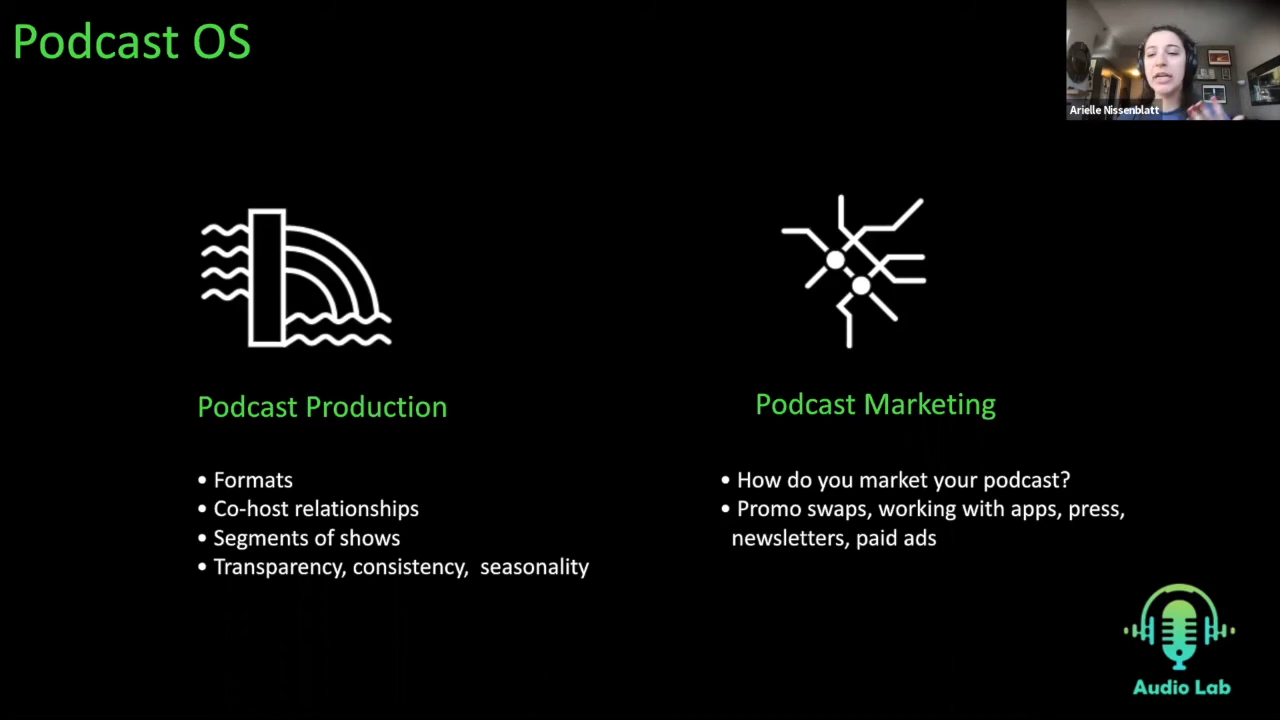 Podcast OS
Arielle Nissenblatt
Podcast Production
• Formats
• Co-host relationships
• Segments of shows
• Transparency, consistency,  seasonality
Podcast Marketing
• How do you market your podcast?
• Promo swaps, working with apps, press,
newsletters, paid ads
Audio Lab